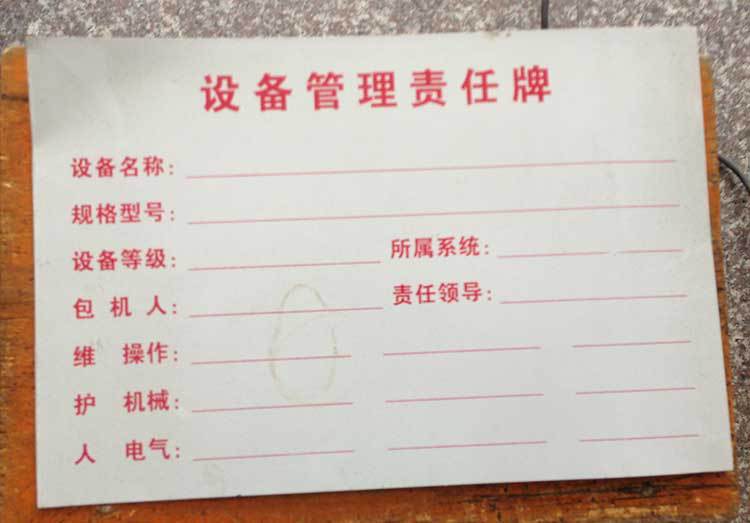 设备管理责任牌
设备名称：
规格型号：
设备等级： 所属系统：
包机人： 责任领导：
维 操作：
护 机械：
人 电气：